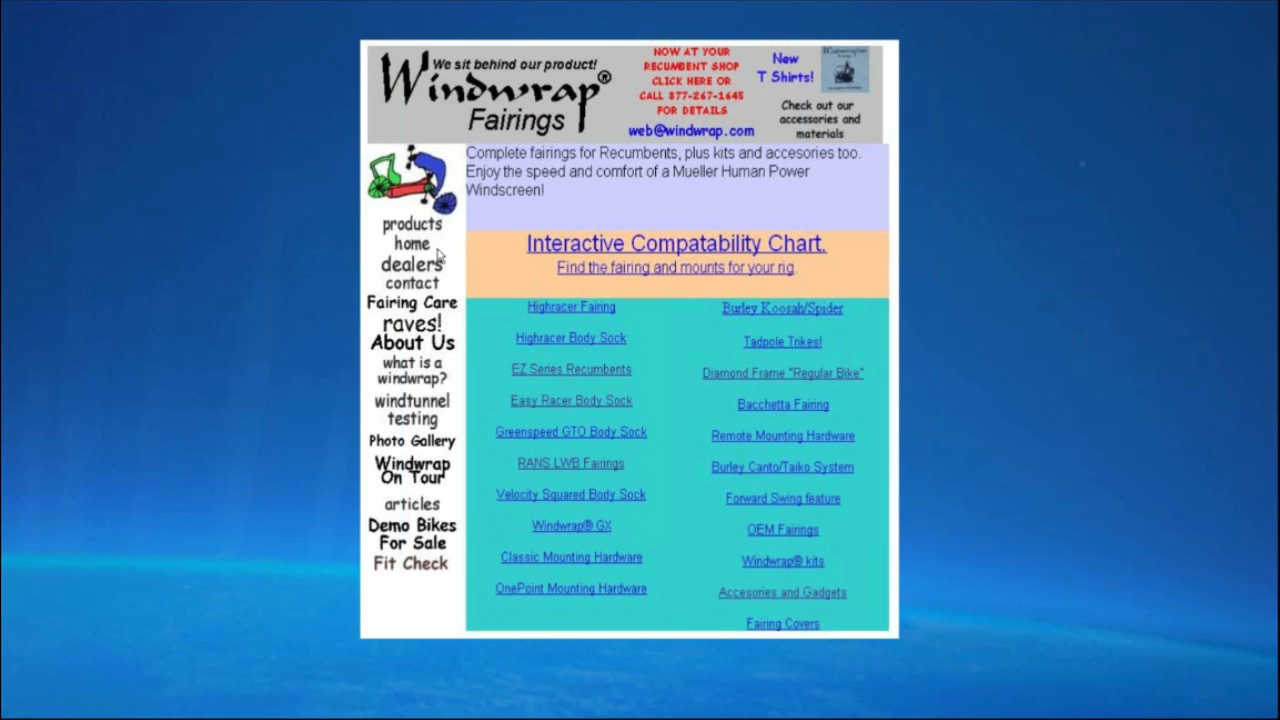 We sit behind our product!
Windwrap®
Fairings
NOW AT YOUR
RECUMBENT SHOP
CLICK HERE OR
CALL 877-267-1645
FOR DETAILS
web@windwrap.com
New
T Shirts!
Check out our
accessories and
materials
Complete fairings for Recumbents, plus kits and accesories too.
Enjoy the speed and comfort of a Mueller Human Power
Windscreen!
products
home
dealers
contact
Fairing Care
raves!
About Us
what is a
windwrap?
windtunnel
testing
Photo Gallery
Windwrap
On Tour
articles
Demo Bikes
For Sale
Fit Check
Interactive Compatability Chart.
Find the fairing and mounts for your rig.
Highracer Fairing
Highracer Body Sock
EZ Series Recumbents
Easy Racer Body Sock
Greenspeed GTO Body Sock
RANS LWB Fairings
Velocity Squared Body Sock
Windwrap® GX
Classic Mounting Hardware
OnePoint Mounting Hardware
Burley Koosah/Spider
Tadpole Trikes!
Diamond Frame "Regular Bike"
Bacchetta Fairing
Remote Mounting Hardware
Burley Canto/Taiko System
Forward Swing feature
OEM Fairings
Windwrap® kits
Accesories and Gadgets
Fairing Covers